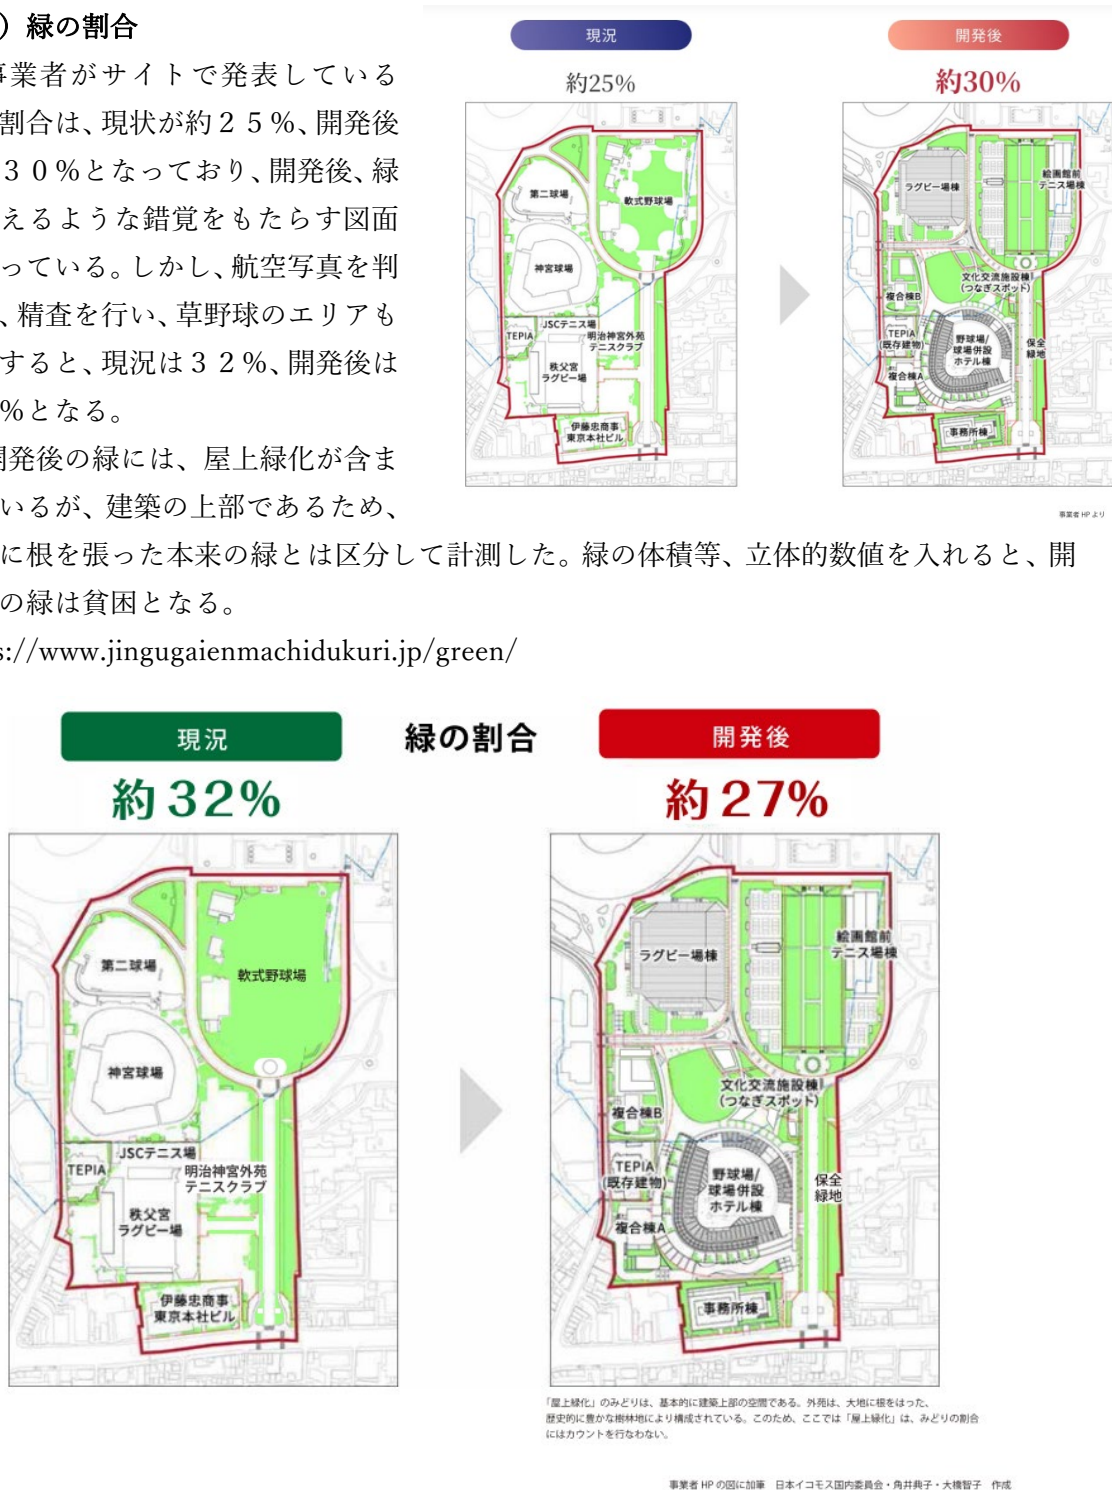 ）緑の割合
事業者がサイトで発表している
割合は、現状が約２５％、開発後
３０％となっており、開発後、緑
えるような錯覚をもたらす図面
っている。しかし、航空写真を判
、精査を行い、草野球のエリアも
すると、現況は３２％、開発後は
％となる。
開発後の緑には、屋上緑化が含ま
いるが、建築の上部であるため、
に根を張った本来の緑とは区分して計測した。緑の体積等、立体的数値を入れると、開
の緑は貧困となる。
s://www.jingugaienmachidukuri.jp/green/
現況
約25%
第二球場
軟式野球場
神宮球場
JSCテニス場
TEPIA
明治神宮外苑
テニスクラブ
秩父宮
ラグビー場
伊藤忠商事
東京本社ビル
開発後
約30%
ラグビー場棟
絵画館前
テニス場棟
文化交流施設棟
(つなぎスポット)
複合棟B
TEPIA
(既存建物)
野球場/
球場併設
ホテル棟
保全
緑地
複合棟A
事務所棟
事業者 HP より
緑の割合
現況
約32%
第二球場
軟式野球場
神宮球場
JSCテニス場
TEPIA
明治神宮外苑
テニスクラブ
秩父宮
ラグビー場
伊藤忠商事
東京本社ビル
開発後
約27%
ラグビー場棟
絵画館前
テニス場棟
文化交流施設棟
(つなぎスポット)
複合棟B
TEPIA
(既存建物)
野球場/
球場併設
ホテル棟
保全
緑地
複合棟A
事務所棟
「屋上緑化」のみどりは、基本的に建築上部の空間である。外苑は、大地に根をはった、
歴史的に豊かな樹林地により構成されている。このため、ここでは「屋上緑化」は、みどりの割合
にはカウントを行なわない。
事業者 HP の図に加筆　日本イコモス国内委員会・角井典子・大橋智子　作成